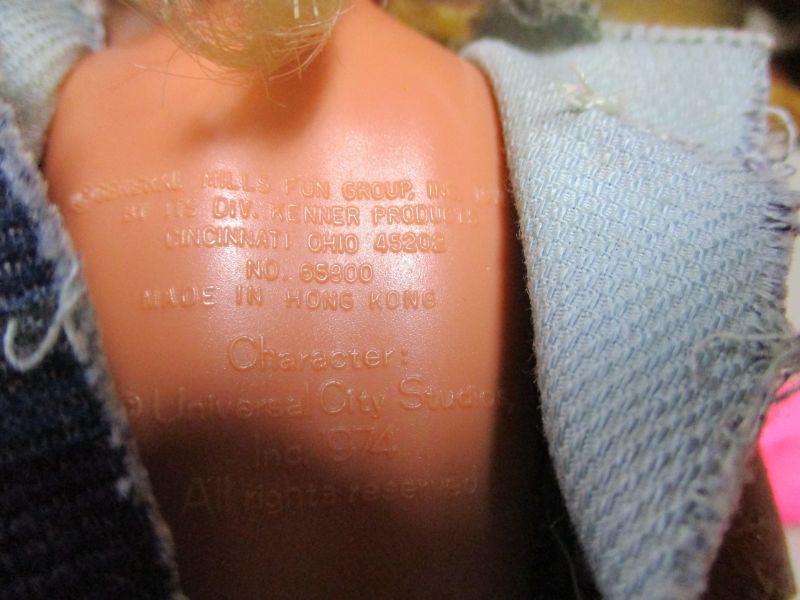 GENERAL MILLS FUN GROUP, INC.
BY ITS DIV. KENNER PRODUCTS
CINCINNATI OHIO 45202
NO. 65800
MADE IN HONG KONG
Character:
© Universal City Studios,
Inc. 1974
All rights reserved